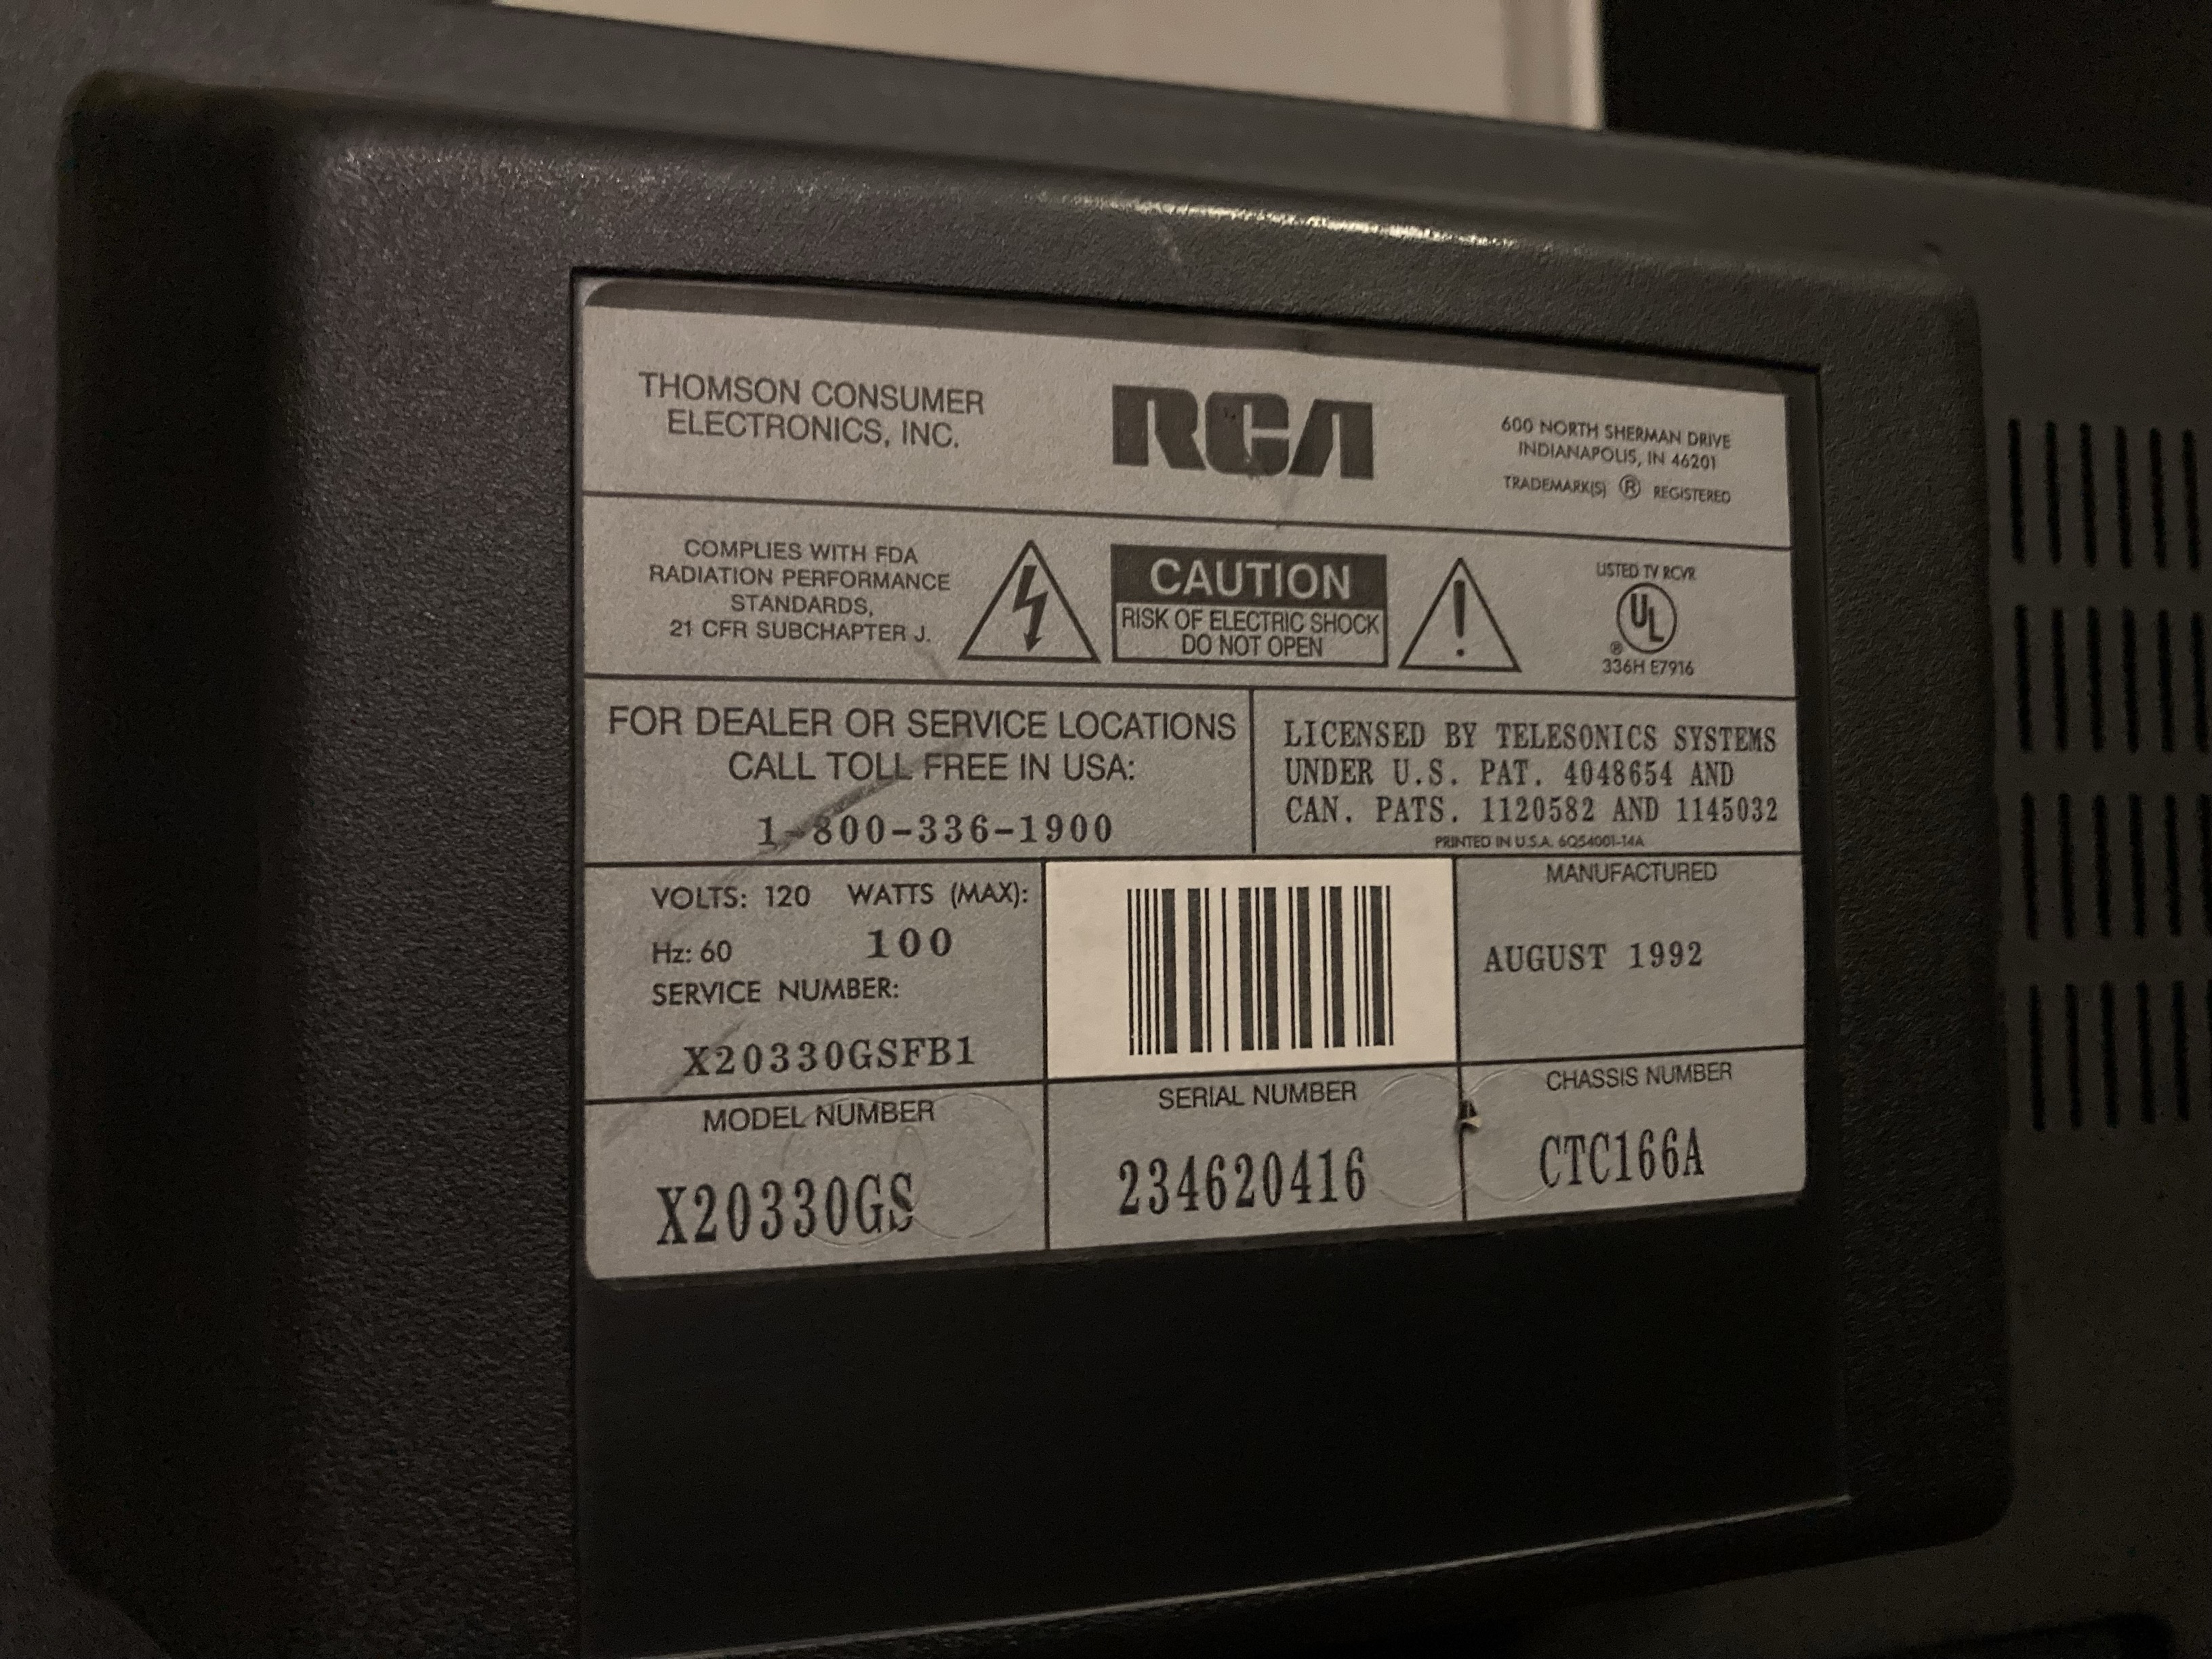 THOMSON CONSUMER
ELECTRONICS, INC.
RCA
600 NORTH SHERMAN DRIVE
INDIANAPOLIS, IN 46201
TRADEMARK(S) ® REGISTERED
COMPLIES WITH FDA
RADIATION PERFORMANCE
STANDARDS,
21 CFR SUBCHAPTER J.
CAUTION
RISK OF ELECTRIC SHOCK
DO NOT OPEN
LISTED TV RCVR
UL
®
336H E7916
FOR DEALER OR SERVICE LOCATIONS
CALL TOLL FREE IN USA:
1-800-336-1900
LICENSED BY TELESONICS SYSTEMS
UNDER U.S. PAT. 4048654 AND
CAN. PATS. 1120582 AND 1145032
PRINTED IN U.S.A. 6QS4001-14A
VOLTS: 120 WATTS (MAX):
Hz: 60 100
SERVICE NUMBER:
X20330GSFB1
MANUFACTURED
AUGUST 1992
MODEL NUMBER
X20330GS
SERIAL NUMBER
234620416
CHASSIS NUMBER
CTC166A